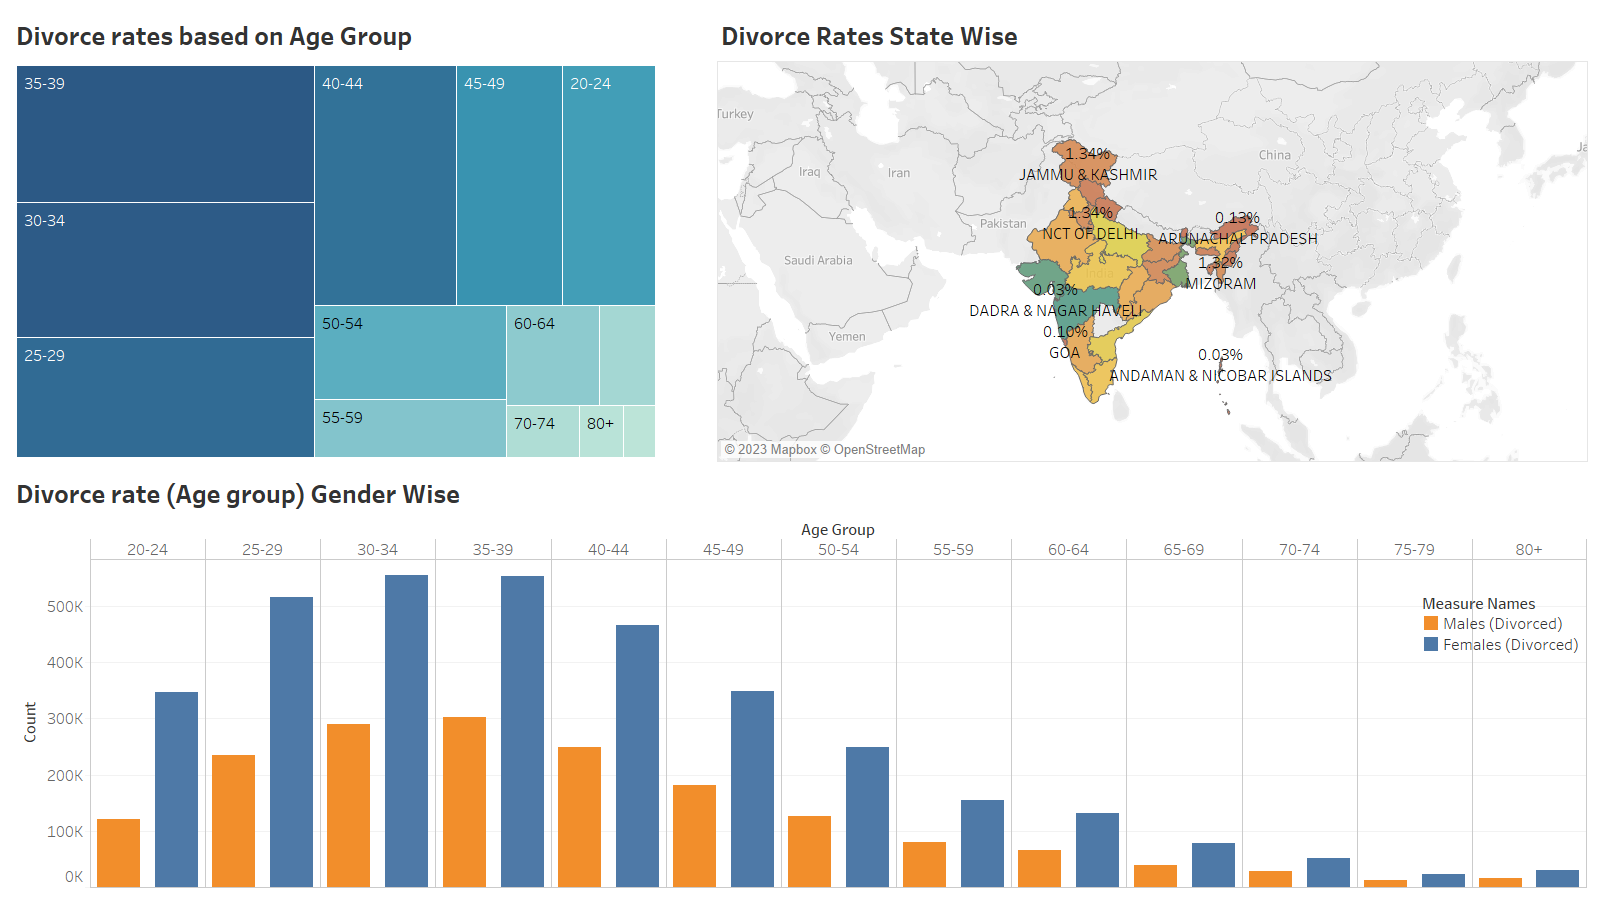 Divorce rates based on Age Group
35-39
40-44
45-49
20-24
30-34
25-29
50-54
60-64
55-59
70-74
80+
Divorce Rates State Wise
Turkey
Iraq
Iran
China
Ja
Pakistan
Saudi Arabia
Yemen
India
1.34%
JAMMU & KASHMIR
1.34%
NCT OF DELHI
0.13%
ARUNACHAL PRADESH
1.32%
MIZORAM
0.03%
DADRA & NAGAR HAVELI
0.10%
GOA
0.03%
ANDAMAN & NICOBAR ISLANDS
© 2023 Mapbox © OpenStreetMap
Divorce rate (Age group) Gender Wise
Age Group
20-24 25-29 30-34 35-39 40-44 45-49 50-54 55-59 60-64 65-69 70-74 75-79 80+
500K
400K
300K
200K
100K
0K
Count
Measure Names
Males (Divorced)
Females (Divorced)